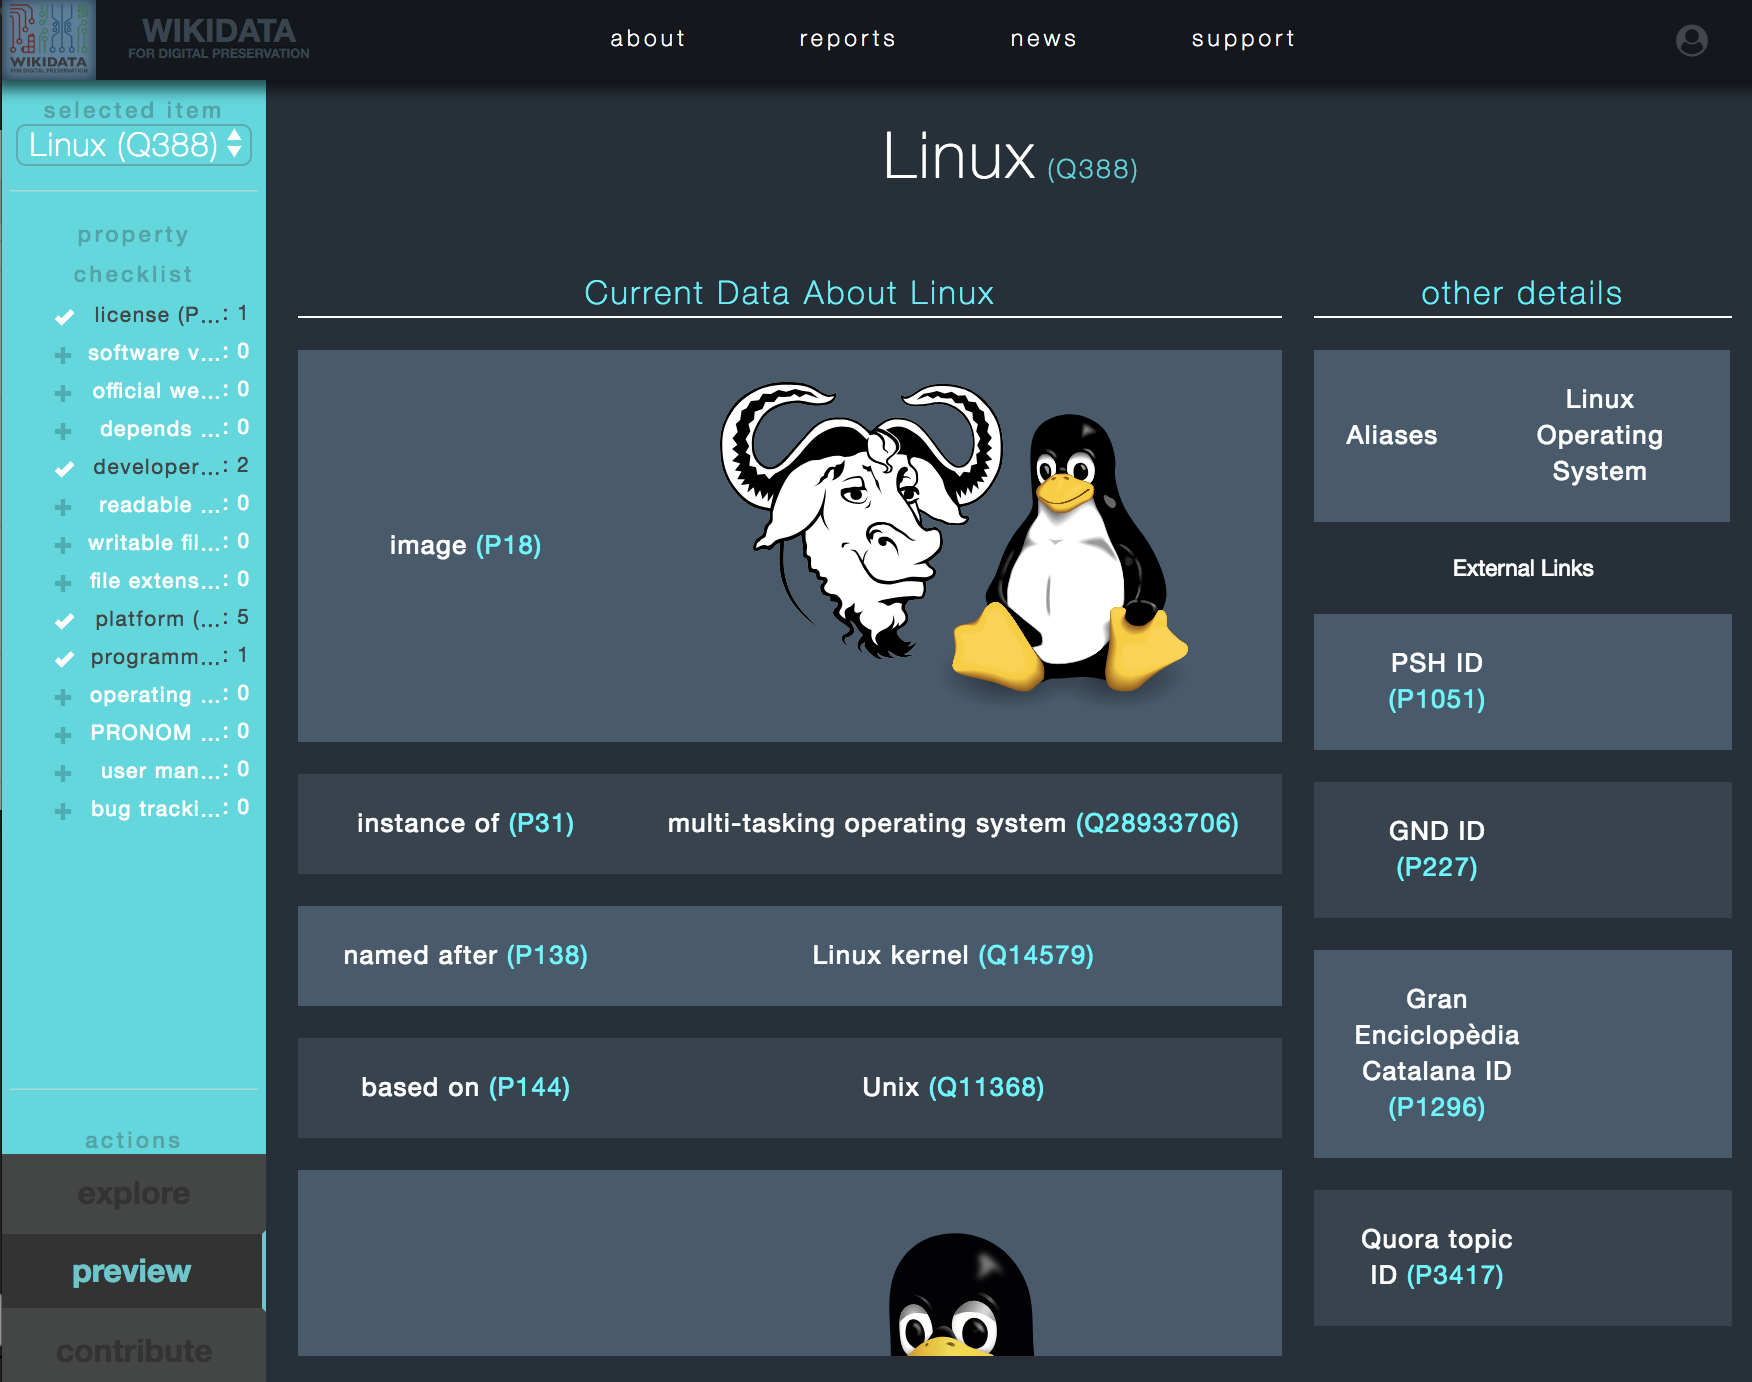 WIKIDATA
FOR DIGITAL PRESERVATION
WIKIDATA
FOR DIGITAL PRESERVATION
about
reports
news
support
selected item
Linux (Q388)
property
checklist
license (P...: 1
software v...: 0
official we...: 0
depends ...: 0
developer...: 2
readable ...: 0
writable fil...: 0
file extens...: 0
platform (...: 5
programm...: 1
operating ...: 0
PRONOM ...: 0
user man...: 0
bug tracki...: 0
actions
explore
preview
contribute
Linux (Q388)
Current Data About Linux
image (P18)
instance of (P31) multi-tasking operating system (Q28933706)
named after (P138) Linux kernel (Q14579)
based on (P144) Unix (Q11368)
other details
Aliases
Linux
Operating
System
External Links
PSH ID
(P1051)
GND ID
(P227)
Gran
Enciclopèdia
Catalana ID
(P1296)
Quora topic
ID (P3417)